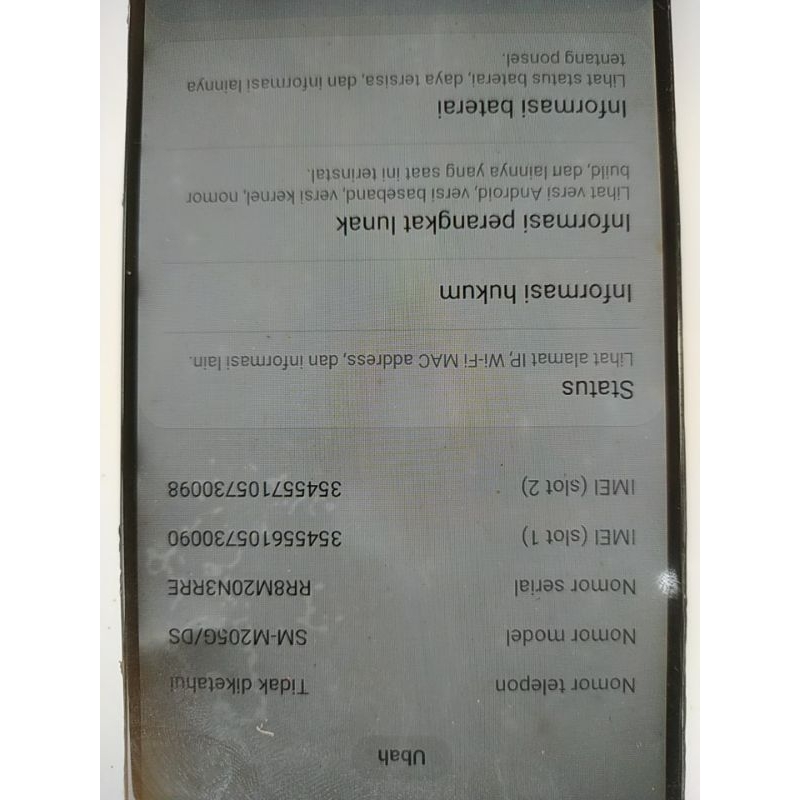 Ubah
Nomor telepon Tidak diketahui
Nomor model SM-M205G/DS
Nomor serial RR8M20N3RRE
IMEI (slot 1) 354556105730090
IMEI (slot 2) 354557105730098
Status
Lihat alamat IP, Wi-Fi MAC address, dan informasi lain.
Informasi hukum
Informasi perangkat lunak
Lihat versi Android, versi baseband, versi kernel, nomor
build, dan lainnya yang saat ini terinstal.
Informasi baterai
Lihat status baterai, daya tersisa, dan informasi lainnya
tentang ponsel.